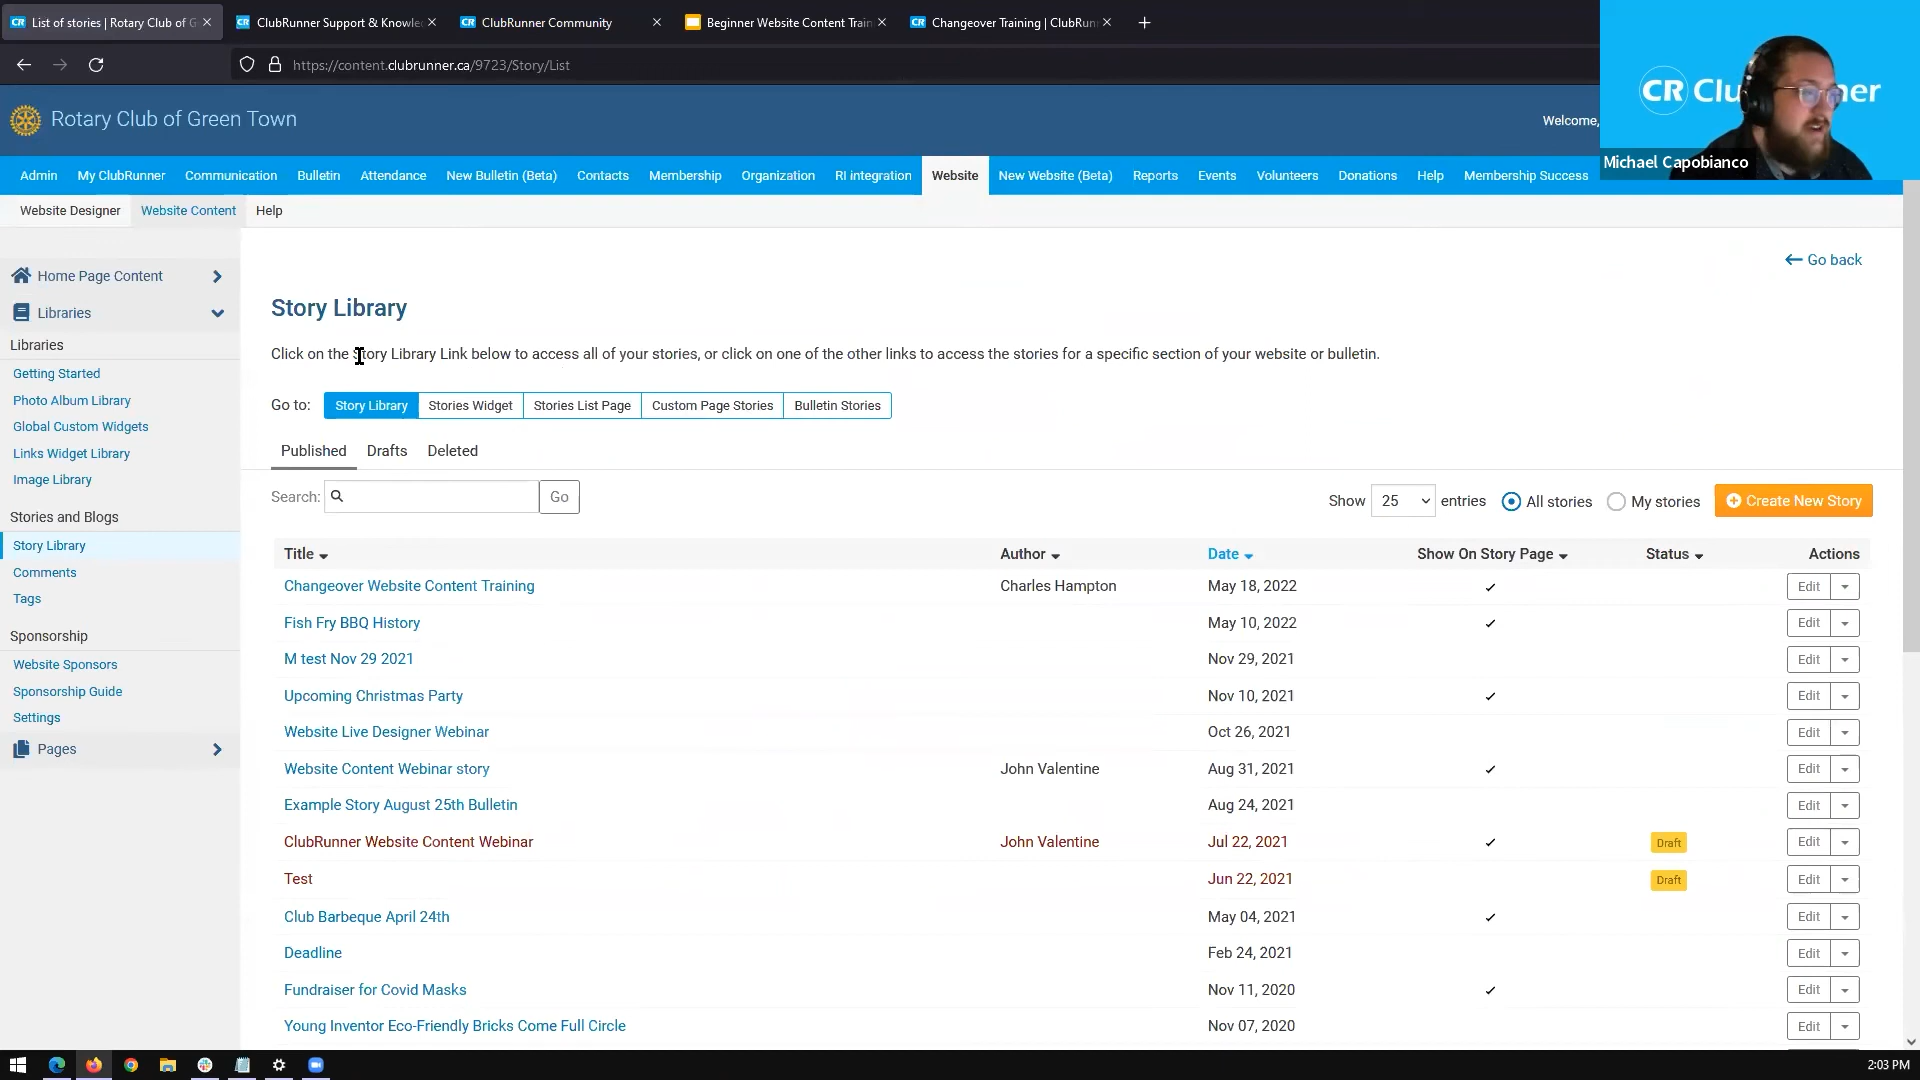 List of stories | Rotary Club of G
ClubRunner Support & Knowle
ClubRunner Community
Beginner Website Content Train
Changeover Training | ClubRun
https://content.clubrunner.ca/9723/Story/List
Rotary Club of Green Town
Welcome,
CR Clu ner
Michael Capobianco
Admin My ClubRunner Communication Bulletin Attendance New Bulletin (Beta) Contacts Membership Organization RI integration Website New Website (Beta) Reports Events Volunteers Donations Help Membership Success
Website Designer Website Content Help
Home Page Content
Libraries
Libraries
Getting Started
Photo Album Library
Global Custom Widgets
Links Widget Library
Image Library
Stories and Blogs
Story Library
Comments
Tags
Sponsorship
Website Sponsors
Sponsorship Guide
Settings
Pages
Go back
Story Library
Click on the Story Library Link below to access all of your stories, or click on one of the other links to access the stories for a specific section of your website or bulletin.
Go to: Story Library Stories Widget Stories List Page Custom Page Stories Bulletin Stories
Published Drafts Deleted
Search: Go Show 25 entries All stories My stories Create New Story
Title Author Date Show On Story Page Status Actions
Changeover Website Content Training Charles Hampton May 18, 2022 Edit
Fish Fry BBQ History May 10, 2022 Edit
M test Nov 29 2021 Nov 29, 2021 Edit
Upcoming Christmas Party Nov 10, 2021 Edit
Website Live Designer Webinar Oct 26, 2021 Edit
Website Content Webinar story John Valentine Aug 31, 2021 Edit
Example Story August 25th Bulletin Aug 24, 2021 Edit
ClubRunner Website Content Webinar John Valentine Jul 22, 2021 Draft Edit
Test Jun 22, 2021 Draft Edit
Club Barbeque April 24th May 04, 2021 Edit
Deadline Feb 24, 2021 Edit
Fundraiser for Covid Masks Nov 11, 2020 Edit
Young Inventor Eco-Friendly Bricks Come Full Circle Nov 07, 2020 Edit
2:03 PM